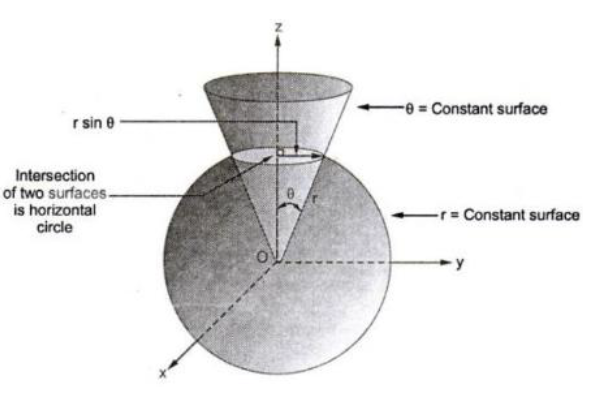 z
θ = Constant surface
r sin θ
Intersection
of two surfaces
is horizontal
circle
θ
r
r = Constant surface
O
y
x